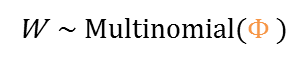 W ~ Multinomial(Φ )